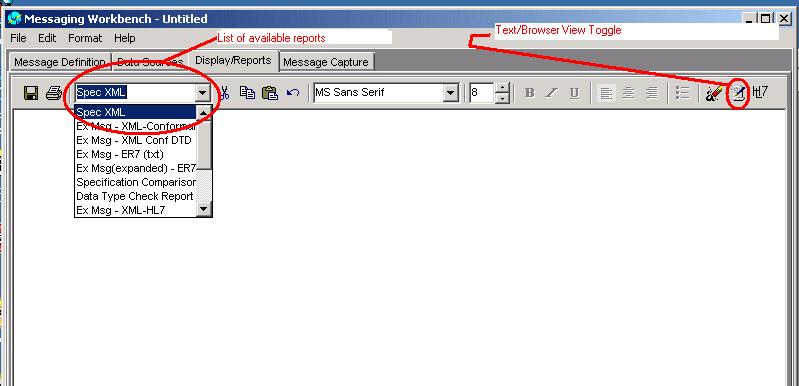 Messaging Workbench - Untitled
File Edit Format Help
List of available reports
Text/Browser View Toggle
Message Definition Data Sources Display/Reports Message Capture
Spec XML
MS Sans Serif
8
B I U
HL7
Spec XML
Ex Msg - XML-Conformar
Ex Msg - XML Conf DTD
Ex Msg - ER7 (txt)
Ex Msg(expanded) - ER7
Specification Comparisor
Data Type Check Report
Ex Msg - XML-HL7